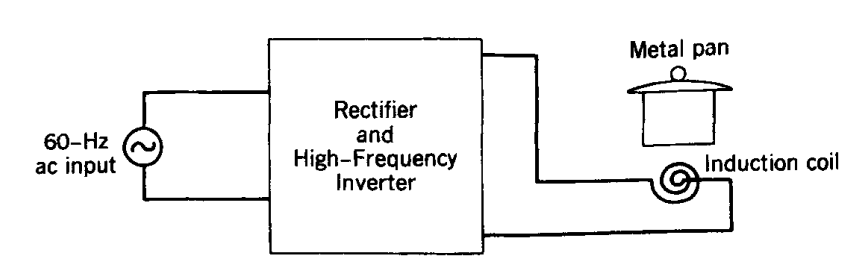 60-Hz
ac input
Rectifier
and
High-Frequency
Inverter
Metal pan
Induction coil